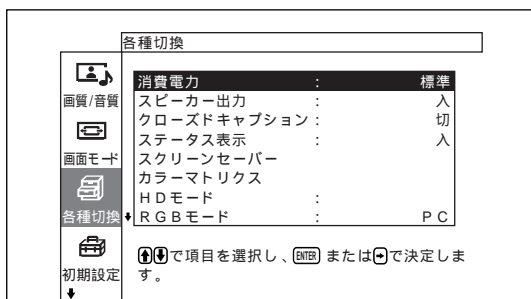 各種切換
画質/音質
画面モード
各種切換
初期設定
消費電力 : 標準
スピーカー出力 : 入
クローズドキャプション : 切
ステータス表示 : 入
スクリーンセーバー
カラーマトリクス
HDモード :
RGBモード : PC
で項目を選択し、ENTER またはで決定しま
す。